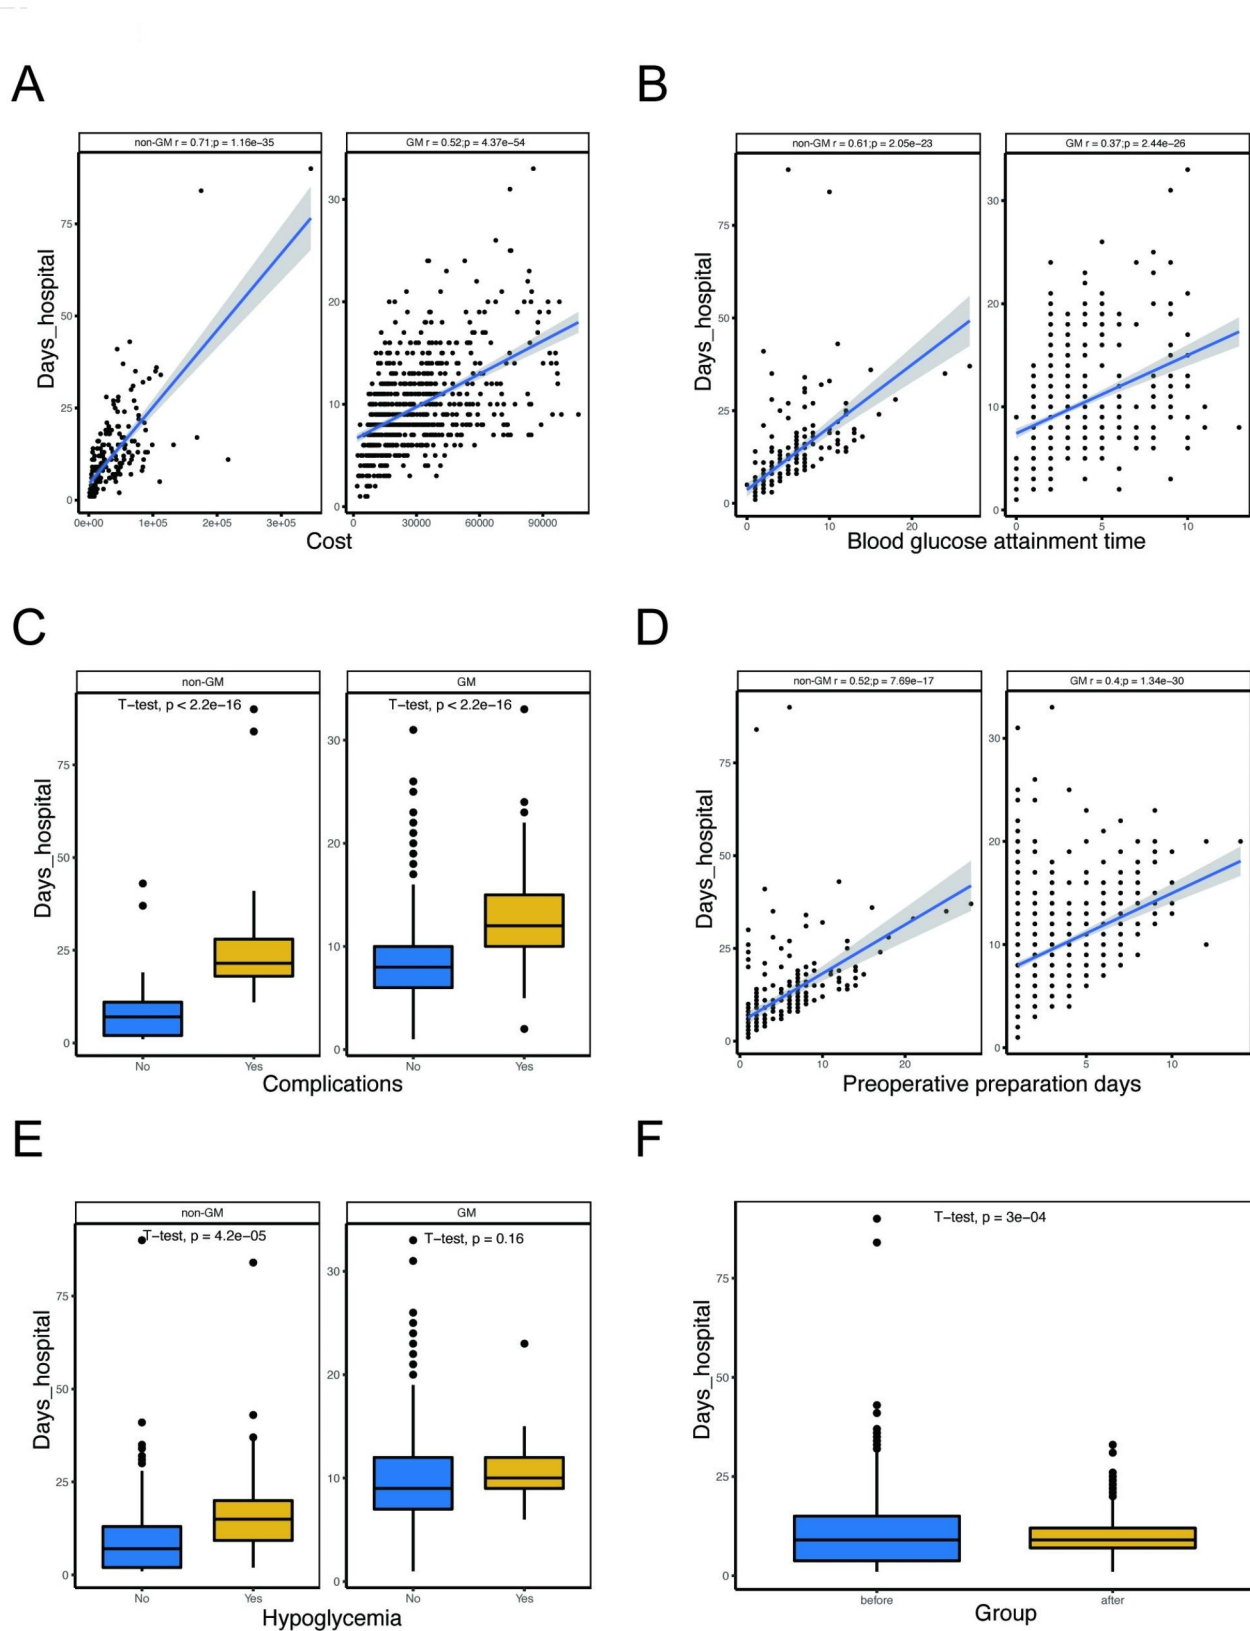 A
B
non-GM r = 0.71;p = 1.16e−35
GM r = 0.52;p = 4.37e−54
non-GM r = 0.61;p = 2.05e−23
GM r = 0.37;p = 2.44e−26
Days_hospital
75
50
25
0
30
20
10
0
Days_hospital
75
50
25
0
30
20
10
0
0e+00 1e+05 2e+05 3e+05
0 30000 60000 90000
0 10 20
0 5 10
Cost
Blood glucose attainment time
C
D
non-GM
GM
non-GM r = 0.52;p = 7.69e−17
GM r = 0.4;p = 1.34e−30
T−test, p < 2.2e−16
T−test, p < 2.2e−16
Days_hospital
75
50
25
0
30
20
10
0
Days_hospital
75
50
25
0
30
20
10
0
No Yes
No Yes
0 10 20
5 10
Complications
Preoperative preparation days
E
F
non-GM
GM
T−test, p = 4.2e−05
T−test, p = 0.16
T−test, p = 3e−04
Days_hospital
75
50
25
0
30
20
10
0
Days_hospital
75
50
25
0
No Yes
No Yes
before after
Hypoglycemia
Group